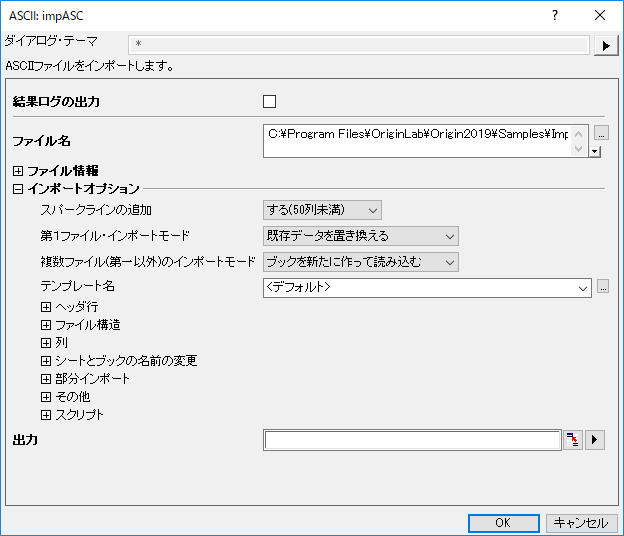 ASCII: impASC
ダイアログ・テーマ *
ASCIIファイルをインポートします。
結果ログの出力
ファイル名 C:¥Program Files¥OriginLab¥Origin2019¥Samples¥Imp
ファイル情報
インポートオプション
スパークラインの追加 する(50列未満)
第1ファイル・インポートモード 既存データを置き換える
複数ファイル(第一以外)のインポートモード ブックを新たに作って読み込む
テンプレート名 <デフォルト>
ヘッダ行
ファイル構造
列
シートとブックの名前の変更
部分インポート
その他
スクリプト
出力
OK キャンセル